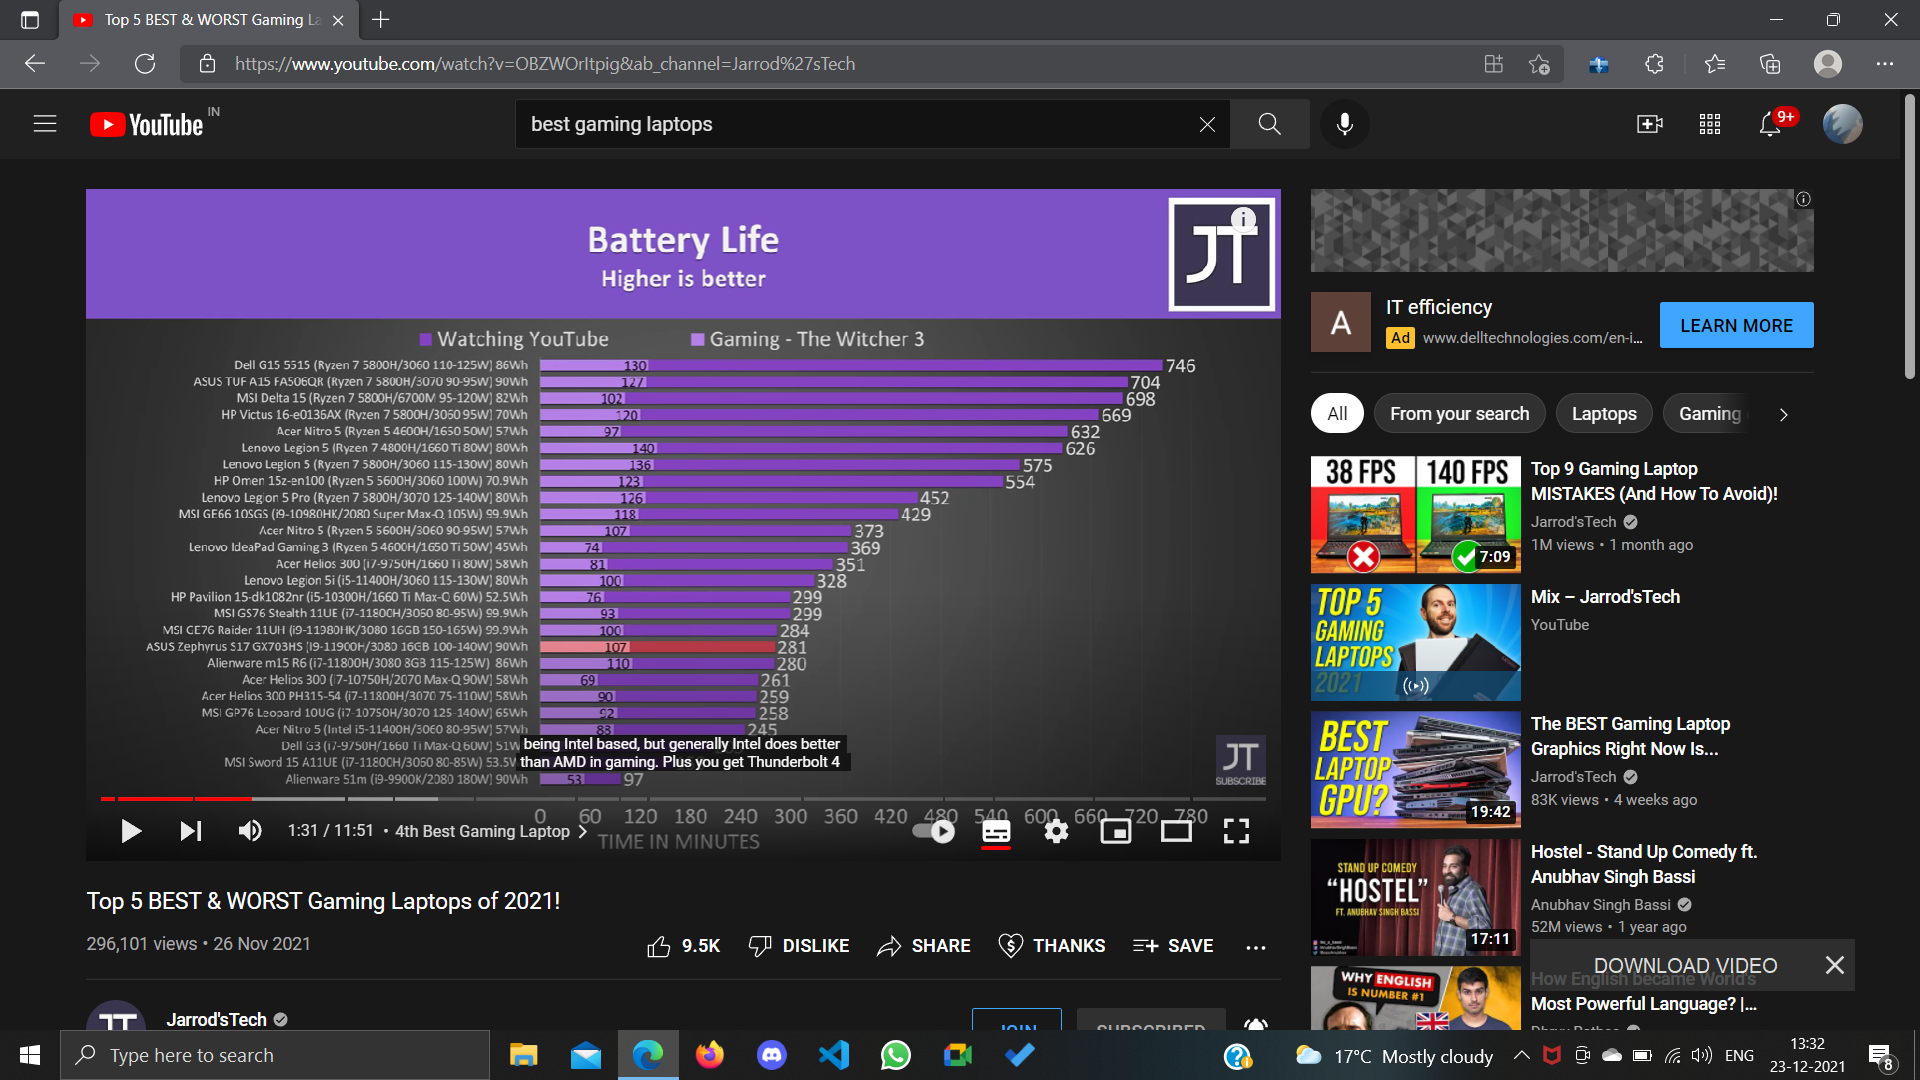 Top 5 BEST & WORST Gaming La
https://www.youtube.com/watch?v=OBZWOrItpig&ab_channel=Jarrod%27sTech
YouTube IN
best gaming laptops
9+
Battery Life
Higher is better
JT
i
Watching YouTube
Gaming - The Witcher 3
Dell G15 5515 (Ryzen 7 5800H/3060 110-125W) 86Wh 130 746
ASUS TUF A15 FA506QR (Ryzen 7 5800H/3070 90-95W) 90Wh 127 704
MSI Delta 15 (Ryzen 7 5800H/6700M 95-120W) 82Wh 102 698
HP Victus 16-e0136AX (Ryzen 7 5800H/3060 95W) 70Wh 120 669
Acer Nitro 5 (Ryzen 5 4600H/1650 50W) 57Wh 97 632
Lenovo Legion 5 (Ryzen 7 4800H/1660 Ti 80W) 80Wh 140 626
Lenovo Legion 5 (Ryzen 7 5800H/3060 115-130W) 80Wh 136 575
HP Omen 15z-en100 (Ryzen 5 5600H/3060 100W) 70.9Wh 123 554
Lenovo Legion 5 Pro (Ryzen 7 5800H/3070 125-140W) 80Wh 126 452
MSI GE66 10SGS (i9-10980HK/2080 Super Max-Q 105W) 99.9Wh 118 429
Acer Nitro 5 (Ryzen 5 5600H/3060 90-95W) 57Wh 107 373
Lenovo IdeaPad Gaming 3 (Ryzen 5 4600H/1650 Ti 50W) 45Wh 74 369
Acer Helios 300 (i7-9750H/1660 Ti 80W) 58Wh 81 351
Lenovo Legion 5i (i5-11400H/3060 115-130W) 80Wh 100 328
HP Pavilion 15-dk1082nr (i5-10300H/1660 Ti Max-Q 60W) 52.5Wh 76 299
MSI GS76 Stealth 11UE (i7-11800H/3060 80-95W) 99.9Wh 93 299
MSI GE76 Raider 11UH (i9-11980HK/3080 16GB 150-165W) 99.9Wh 100 284
ASUS Zephyrus S17 GX703HS (i9-11900H/3080 16GB 100-140W) 90Wh 107 281
Alienware m15 R6 (i7-11800H/3080 8GB 115-125W) 86Wh 110 280
Acer Helios 300 (i7-10750H/2070 Max-Q 90W) 58Wh 69 261
Acer Helios 300 PH315-54 (i7-11800H/3070 75-110W) 58Wh 90 259
MSI GP76 Leopard 10UG (i7-10750H/3070 125-140W) 65Wh 92 258
Acer Nitro 5 (Intel i5-11400H/3060 80-95W) 57Wh 83 245
Dell G3 (i7-9750H/1660 Ti Max-Q 60W) 51W
MSI Sword 15 A11UE (i7-11800H/3060 80-85W) 53.5W
Alienware 51m (i9-9900K/2080 180W) 90Wh 53 97
being Intel based, but generally Intel does better
than AMD in gaming. Plus you get Thunderbolt 4
JT
SUBSCRIBE
0 60 120 180 240 300 360 420 480 540 600 660 720 780
TIME IN MINUTES
1:31 / 11:51 • 4th Best Gaming Laptop
Top 5 BEST & WORST Gaming Laptops of 2021!
296,101 views • 26 Nov 2021
9.5K DISLIKE SHARE THANKS SAVE
Jarrod'sTech
JOIN
SUBSCRIBED
A
IT efficiency
Ad www.delltechnologies.com/en-i...
LEARN MORE
All From your search Laptops Gaming
38 FPS 140 FPS
7:09
Top 9 Gaming Laptop
MISTAKES (And How To Avoid)!
Jarrod'sTech
1M views • 1 month ago
TOP 5
GAMING
LAPTOPS
2021
Mix – Jarrod'sTech
YouTube
BEST
LAPTOP
GPU?
19:42
The BEST Gaming Laptop
Graphics Right Now Is...
Jarrod'sTech
83K views • 4 weeks ago
STAND UP COMEDY
"HOSTEL"
FT. ANUBHAV SINGH BASSI
17:11
Hostel - Stand Up Comedy ft.
Anubhav Singh Bassi
Anubhav Singh Bassi
52M views • 1 year ago
DOWNLOAD VIDEO
WHY ENGLISH
IS NUMBER #1
How English became World's
Most Powerful Language? |...
Type here to search
17°C Mostly cloudy
ENG
13:32
23-12-2021
8